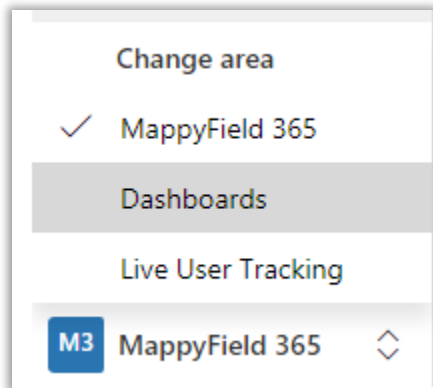 Change area
MappyField 365
Dashboards
Live User Tracking
M3 MappyField 365